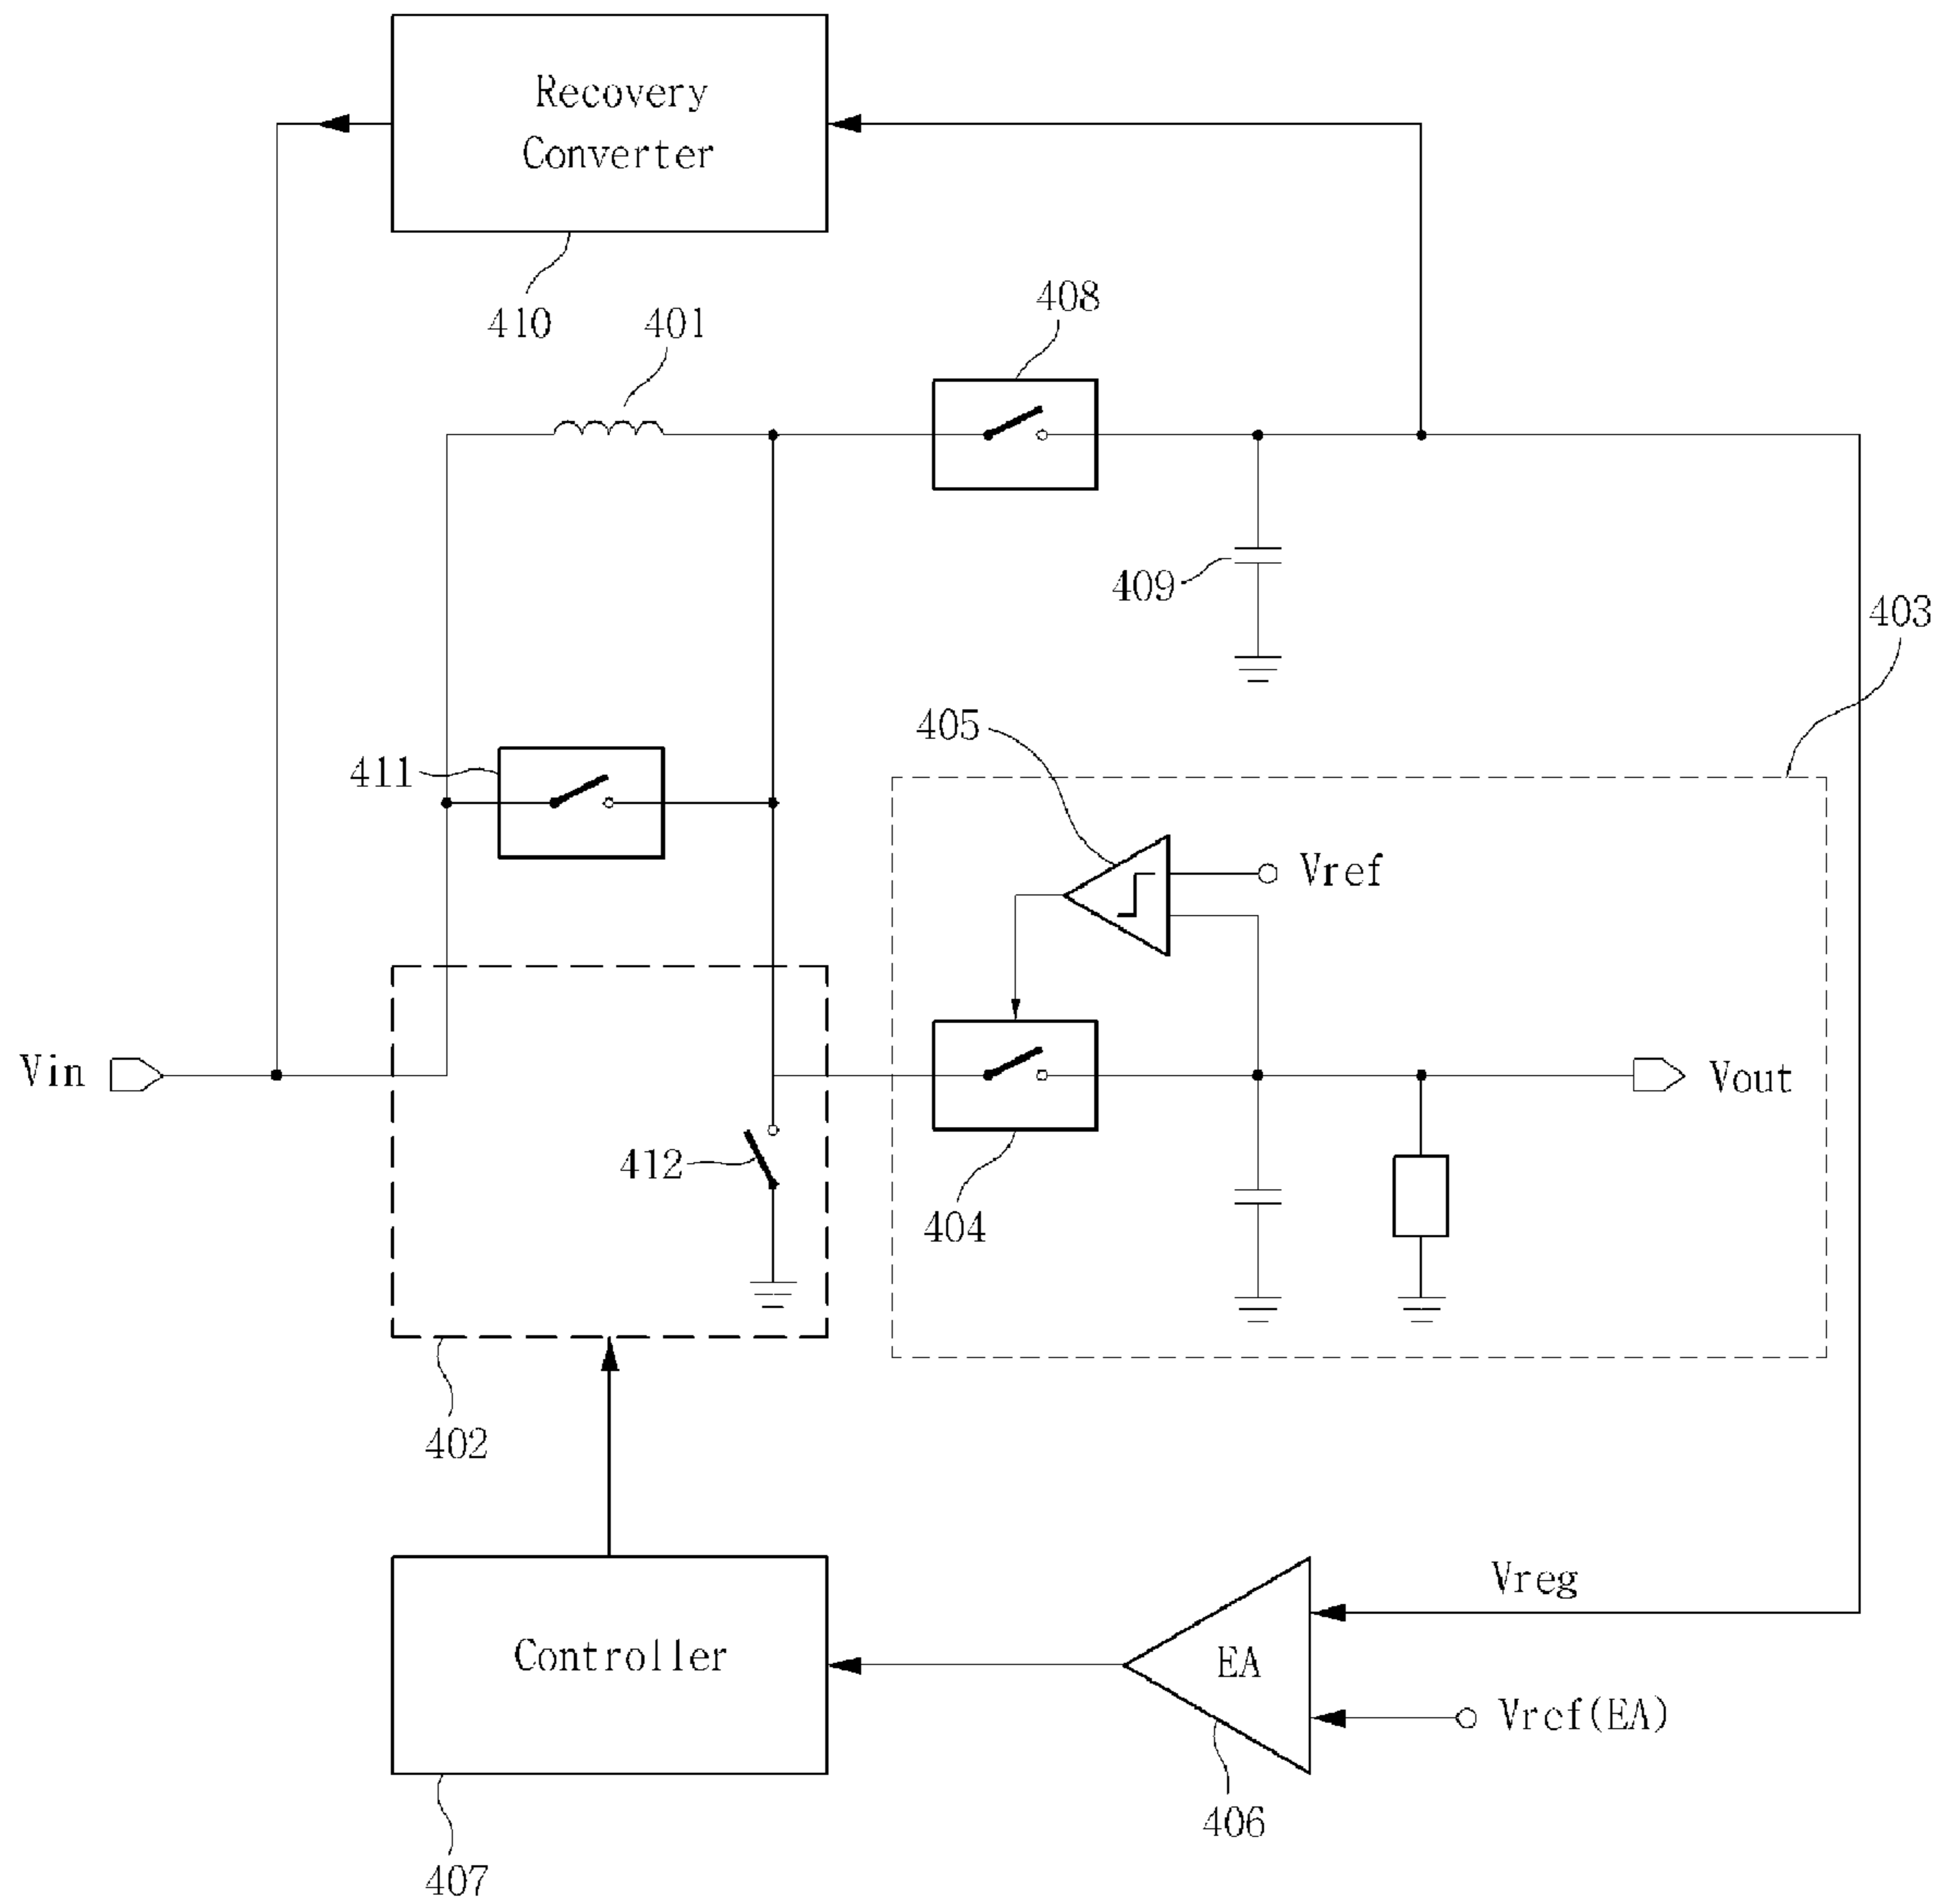 Recovery
Converter
408
401
410
409
403
405
411
Vref
Vin
Vout
412
404
402
Vreg
Controller
EA
Vref(EA)
406
407